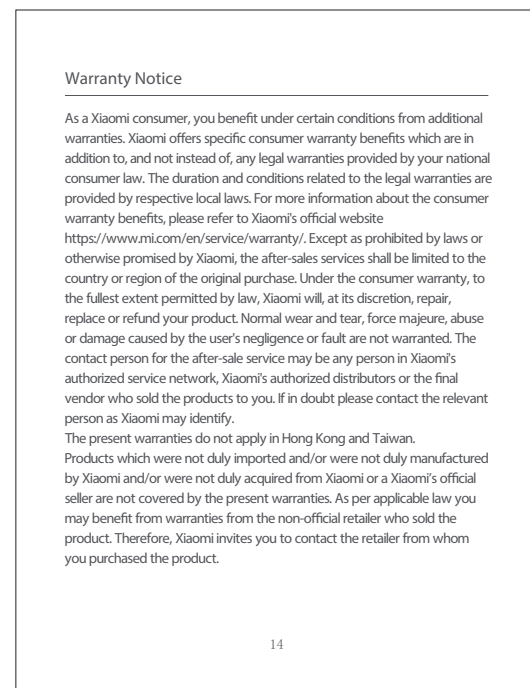 Warranty Notice
As a Xiaomi consumer, you benefit under certain conditions from additional
warranties. Xiaomi offers specific consumer warranty benefits which are in
addition to, and not instead of, any legal warranties provided by your national
consumer law. The duration and conditions related to the legal warranties are
provided by respective local laws. For more information about the consumer
warranty benefits, please refer to Xiaomi's official website
https://www.mi.com/en/service/warranty/. Except as prohibited by laws or
otherwise promised by Xiaomi, the after-sales services shall be limited to the
country or region of the original purchase. Under the consumer warranty, to
the fullest extent permitted by law, Xiaomi will, at its discretion, repair,
replace or refund your product. Normal wear and tear, force majeure, abuse
or damage caused by the user's negligence or fault are not warranted. The
contact person for the after-sale service may be any person in Xiaomi's
authorized service network, Xiaomi's authorized distributors or the final
vendor who sold the products to you. If in doubt please contact the relevant
person as Xiaomi may identify.
The present warranties do not apply in Hong Kong and Taiwan.
Products which were not duly imported and/or were not duly manufactured
by Xiaomi and/or were not duly acquired from Xiaomi or a Xiaomi’s official
seller are not covered by the present warranties. As per applicable law you
may benefit from warranties from the non-official retailer who sold the
product. Therefore, Xiaomi invites you to contact the retailer from whom
you purchased the product.
14